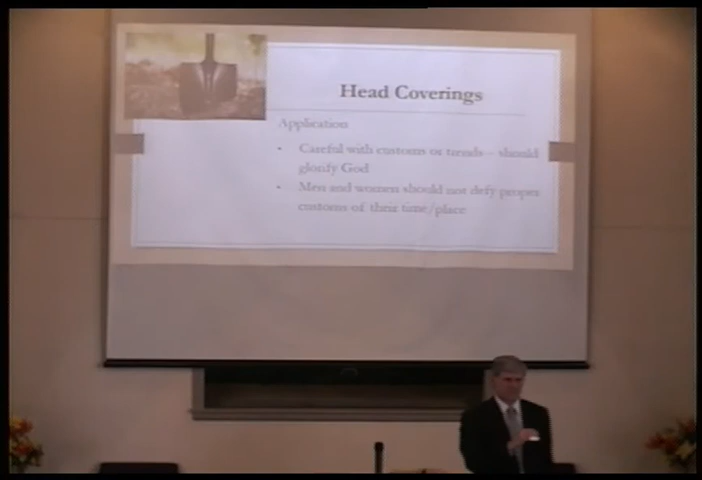 Head Coverings
Application
• Careful with customs or trends – should
glorify God
• Men and women should not defy proper
customs of their time/place